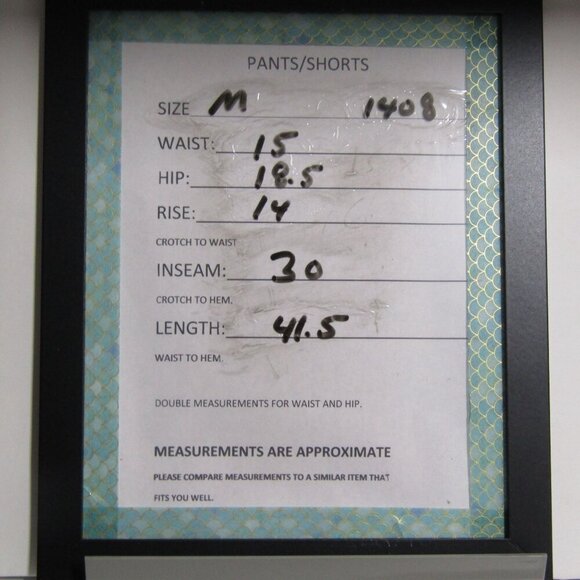 PANTS/SHORTS
SIZE M 1408
WAIST: 15
HIP: 18.5
RISE: 14
CROTCH TO WAIST
INSEAM: 30
CROTCH TO HEM.
LENGTH: 41.5
WAIST TO HEM.
DOUBLE MEASUREMENTS FOR WAIST AND HIP.
MEASUREMENTS ARE APPROXIMATE
PLEASE COMPARE MEASUREMENTS TO A SIMILAR ITEM THAT
FITS YOU WELL.